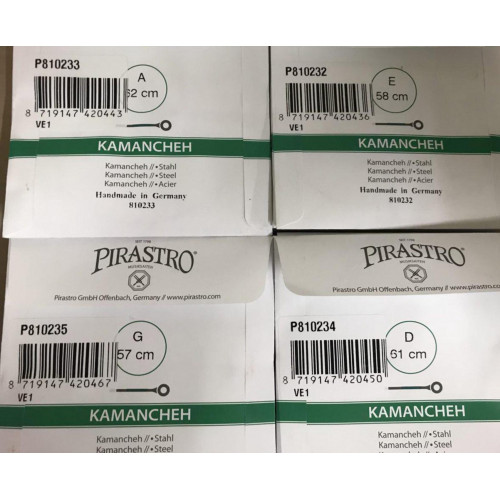 P810233
A
62 cm
8 719147 420443
VE1
KAMANCHEH
Kamancheh // • Stahl
Kamancheh // • Steel
Kamancheh // • Acier
Handmade in Germany
810233
P810232
E
58 cm
8 719147 420436
VE1
KAMANCHEH
Kamancheh // • Stahl
Kamancheh // • Steel
Kamancheh // • Acier
Handmade in Germany
810232
PIRASTRO
Pirastro GmbH Offenbach, Germany // www.pirastro.com
P810235
G
57 cm
8 719147 420467
VE1
KAMANCHEH
Kamancheh // • Stahl
Kamancheh // • Steel
PIRASTRO
Pirastro GmbH Offenbach, Germany // www.pirastro.com
P810234
D
61 cm
8 719147 420450
VE1
KAMANCHEH
Kamancheh // • Stahl
Kamancheh // • Steel